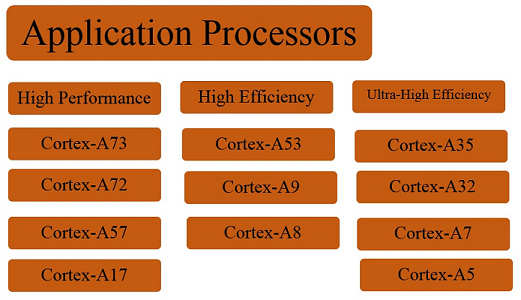 Application Processors
High Performance
High Efficiency
Ultra-High Efficiency
Cortex-A73
Cortex-A53
Cortex-A35
Cortex-A72
Cortex-A9
Cortex-A32
Cortex-A57
Cortex-A8
Cortex-A7
Cortex-A17
Cortex-A5